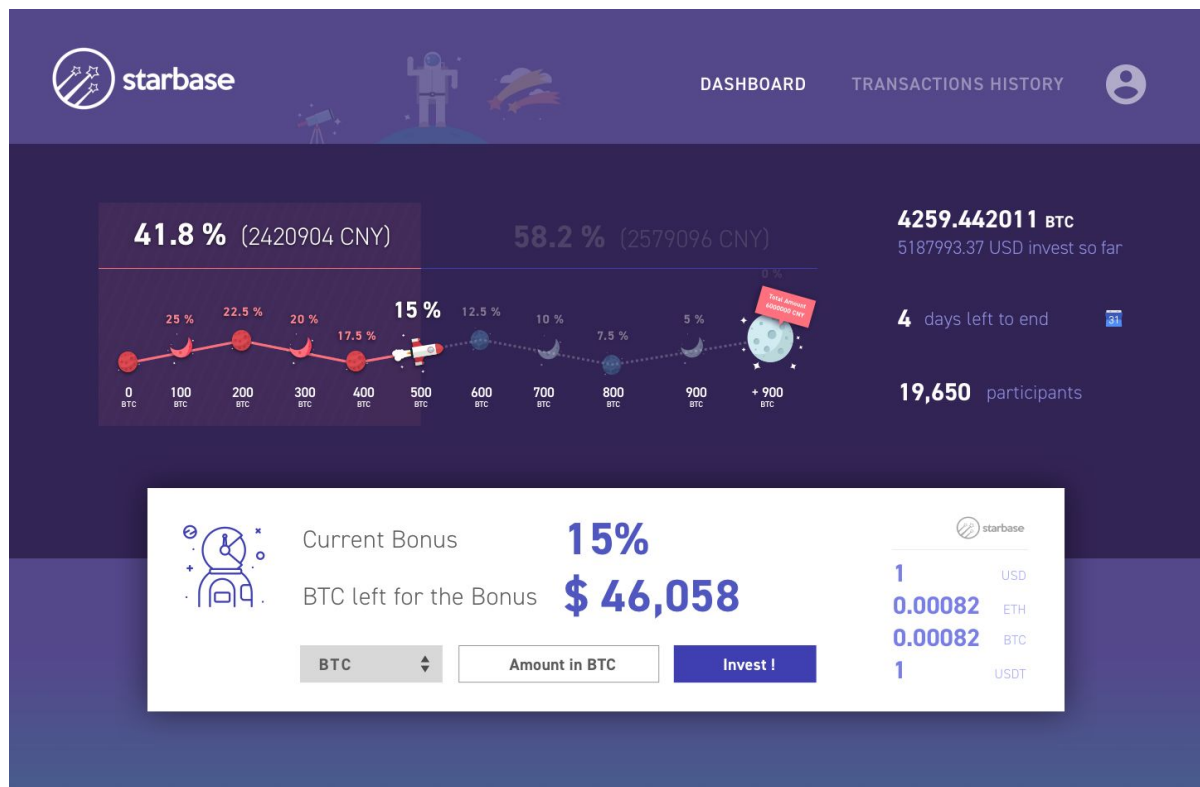 starbase
DASHBOARD TRANSACTIONS HISTORY
41.8 % (2420904 CNY) 58.2 % (2579096 CNY)
4259.442011 BTC
5187993.37 USD invest so far
0 %
Total Amount
6000000 CNY
25 % 22.5 % 20 % 17.5 % 15 % 12.5 % 10 % 7.5 % 5 %
4 days left to end 31
0 100 200 300 400 500 600 700 800 900 + 900
BTC BTC BTC BTC BTC BTC BTC BTC BTC BTC BTC
19,650 participants
Current Bonus 15%
BTC left for the Bonus $ 46,058
BTC Amount in BTC Invest !
starbase
1 USD
0.00082 ETH
0.00082 BTC
1 USDT